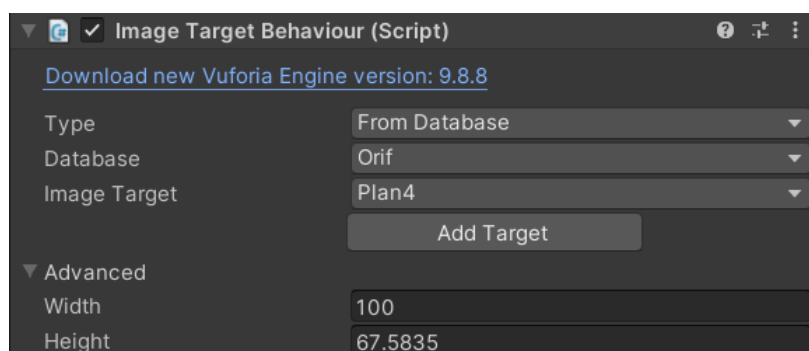 Image Target Behaviour (Script)
Download new Vuforia Engine version: 9.8.8
Type From Database
Database Orif
Image Target Plan4
Add Target
Advanced
Width 100
Height 67.5835